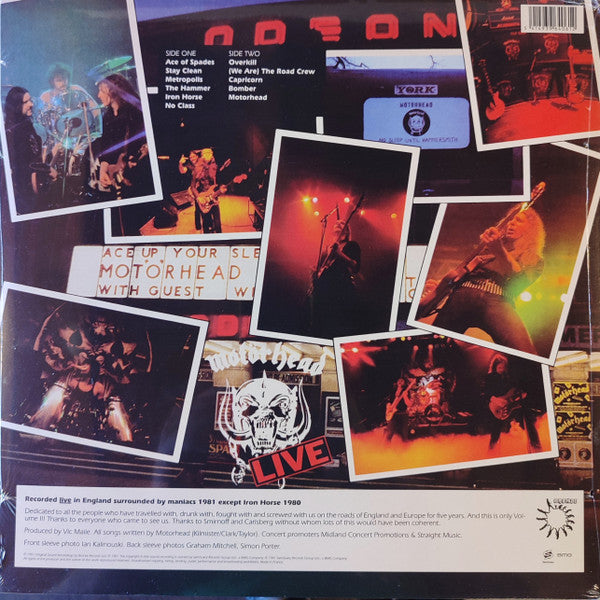 ODEON
SIDE ONE
Ace of Spades
Stay Clean
Metropolis
The Hammer
Iron Horse
No Class
SIDE TWO
Overkill
(We Are) The Road Crew
Capricorn
Bomber
Motorhead
YORK
MOTORHEAD
NO SLEEP UNTIL HAMMERSMITH
ACE UP YOUR SLE
MOTORHEAD
WITH GUEST
motörhead
LIVE
Recorded live in England surrounded by maniacs 1981 except Iron Horse 1980
Dedicated to all the people who have travelled with, drunk with, fought with and screwed with us on the roads of England and Europe for five years. And this is only Vol-
ume II! Thanks to everyone who came to see us. Thanks to Smirnoff and Carlsberg without whom lots of this would have been coherent.
Produced by Vic Maile. All songs written by Motorhead (Kilmister/Clark/Taylor). Concert promoters Midland Concert Promotions & Straight Music.
Front sleeve photo Ian Kalinouski. Back sleeve photos Graham Mitchell, Simon Porter.
BMG